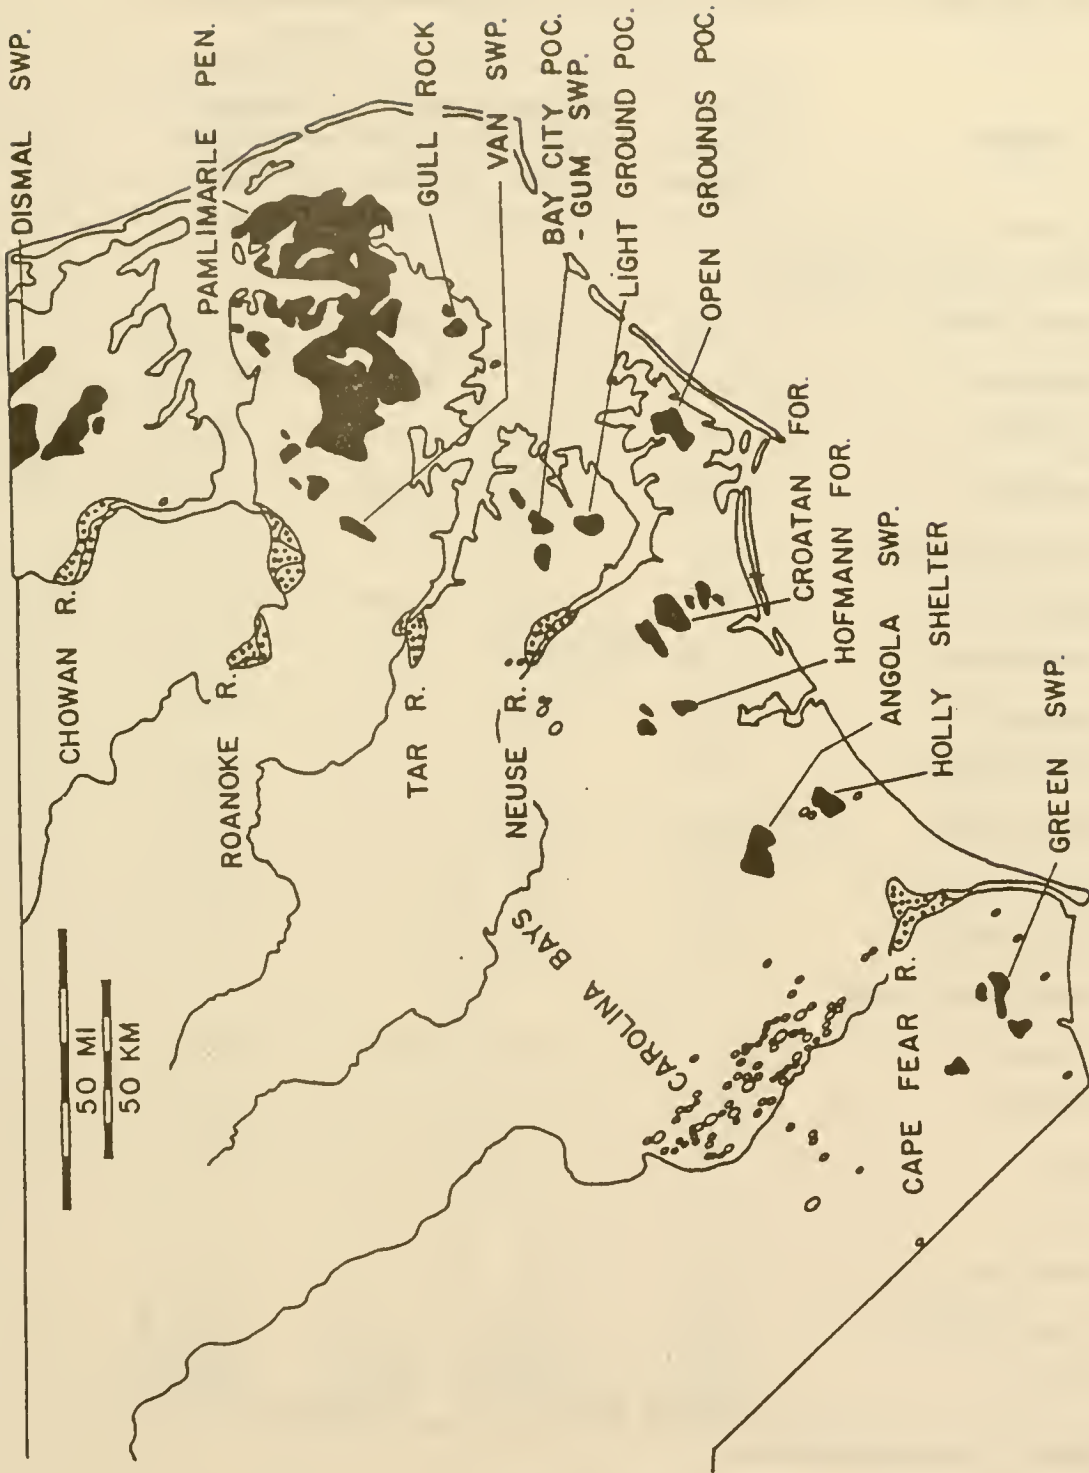 DISMAL SWP.
PAMLIMARLE PEN.
GULL ROCK
VAN SWP.
BAY CITY POC.
- GUM SWP.
LIGHT GROUND POC.
OPEN GROUNDS POC.
CROATAN FOR.
HOFMANN FOR.
ANGOLA SWP.
HOLLY SHELTER
GREEN SWP.
CHOWAN R.
ROANOKE R.
TAR R.
NEUSE R.
CAPE FEAR R.
CAROLINA BAYS
50 MI
50 KM